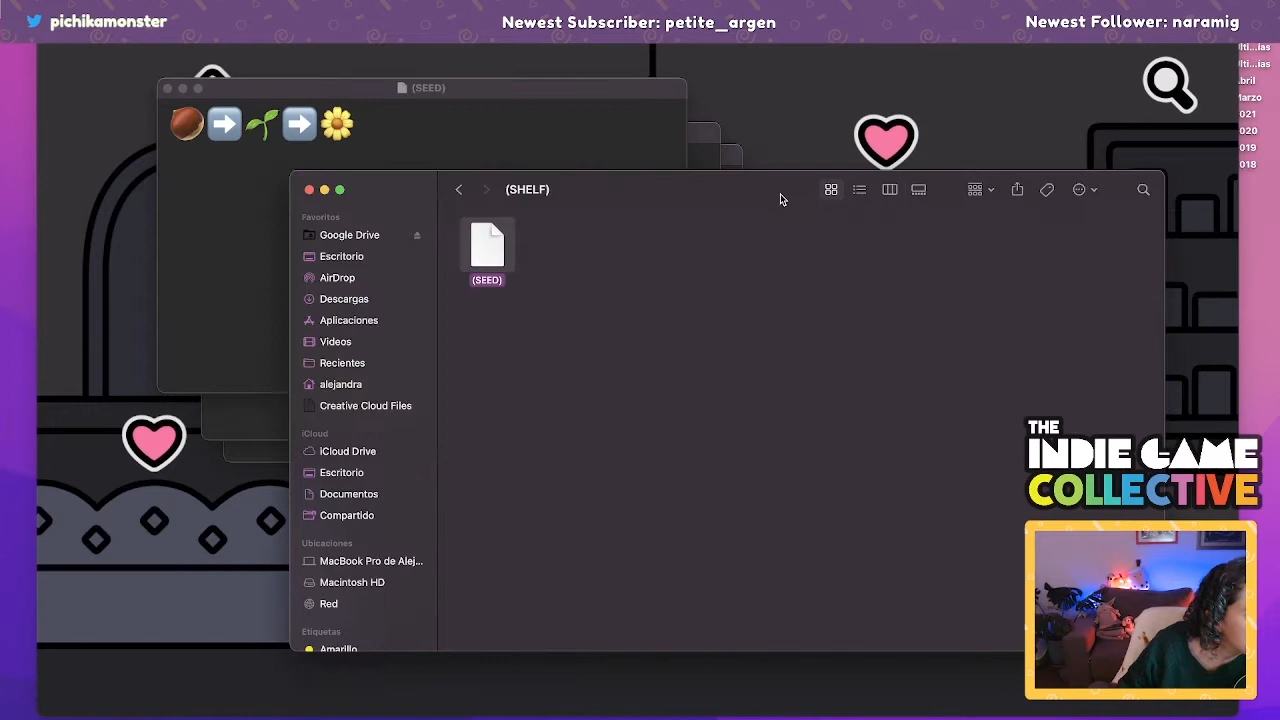 pichikamonster
Newest Subscriber: petite__argen
Newest Follower: naramig
(SEED)
(SHELF)
(SEED)
Favoritos
Google Drive
Escritorio
AirDrop
Descargas
Aplicaciones
Videos
Recientes
alejandra
Creative Cloud Files
iCloud
iCloud Drive
Escritorio
Documentos
Compartido
Ubicaciones
MacBook Pro de Alej...
Macintosh HD
Red
Etiquetas
Amarillo
THE
INDIE GAME
COLLECTIVE